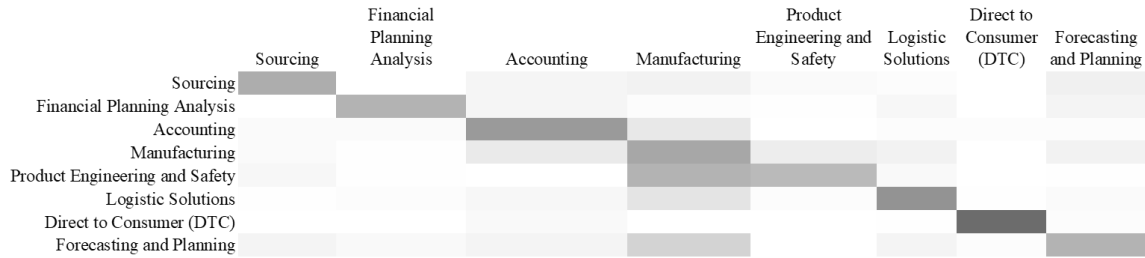 Sourcing
Financial
Planning
Analysis
Accounting
Manufacturing
Product
Engineering and
Safety
Logistic
Solutions
Direct to
Consumer
(DTC)
Forecasting
and Planning
Sourcing
Financial Planning Analysis
Accounting
Manufacturing
Product Engineering and Safety
Logistic Solutions
Direct to Consumer (DTC)
Forecasting and Planning